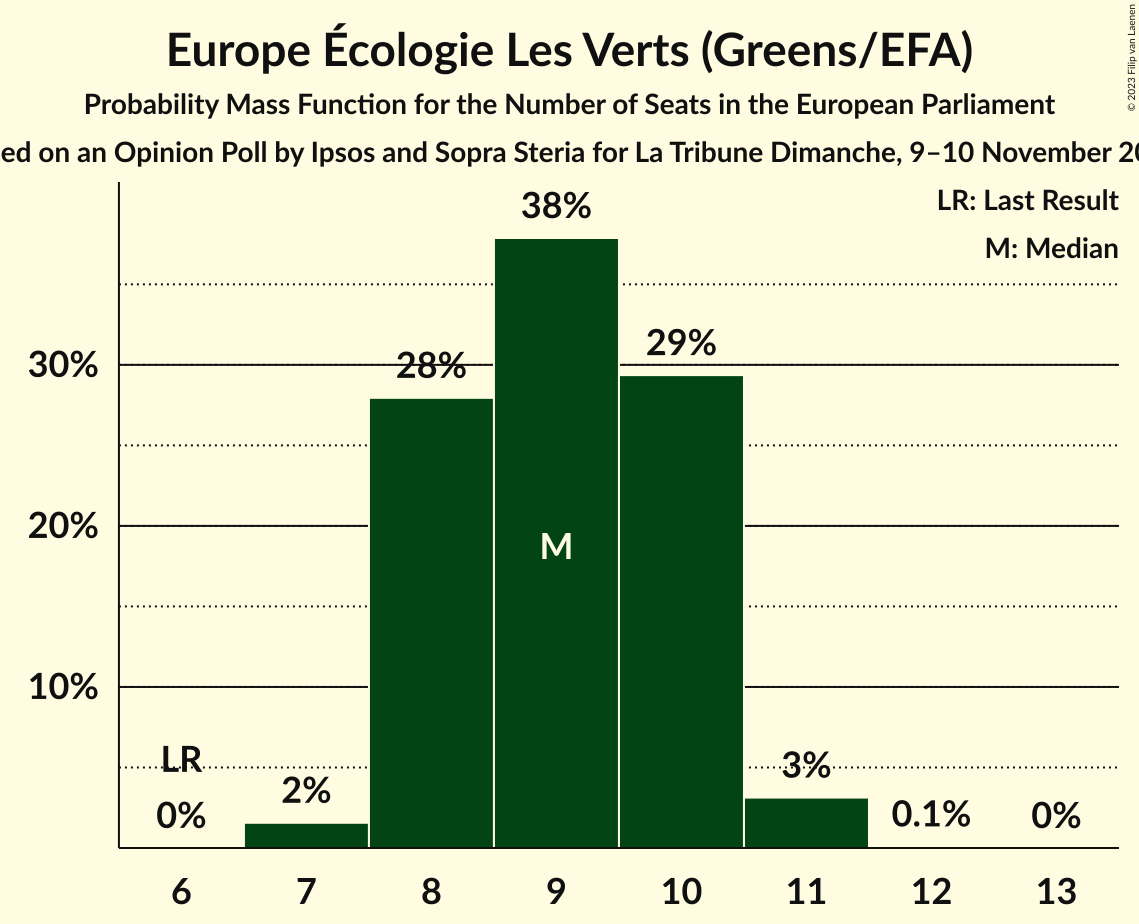 Europe Écologie Les Verts (Greens/EFA)
Probability Mass Function for the Number of Seats in the European Parliament
ed on an Opinion Poll by Ipsos and Sopra Steria for La Tribune Dimanche, 9–10 November 20
© 2023 Filip van Laenen
LR: Last Result
M: Median
38%
29%
28%
30%
20%
10%
M
LR
0%
2%
3%
0.1%
0%
6 7 8 9 10 11 12 13